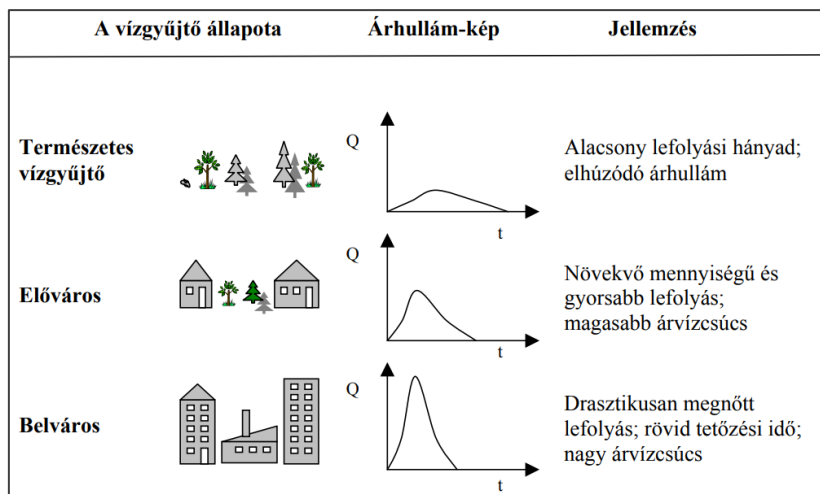 A vízgyűjtő állapota
Árhullám-kép
Jellemzés
Természetes
vízgyűjtő
Q
t
Alacsony lefolyási hányad;
elhúzódó árhullám
Előváros
Q
t
Növekvő mennyiségű és
gyorsabb lefolyás;
magasabb árvízcsúcs
Belváros
Q
t
Drasztikusan megnőtt
lefolyás; rövid tetőzési idő;
nagy árvízcsúcs